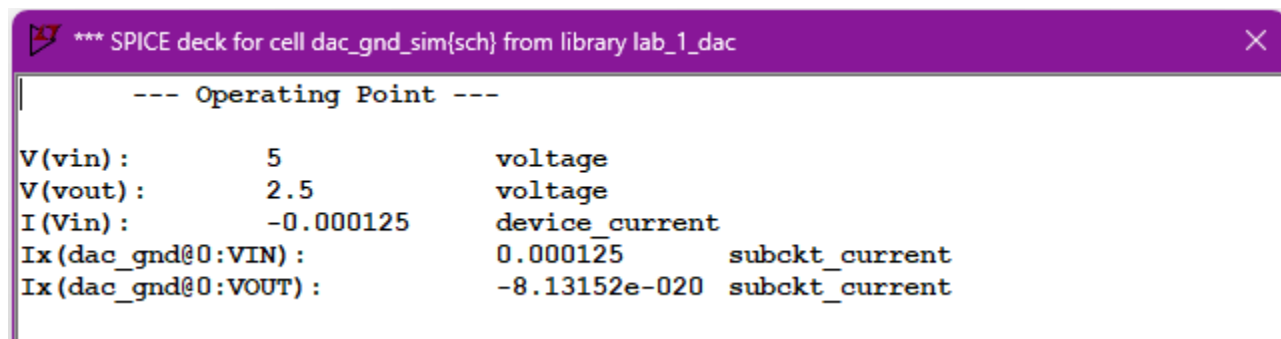 *** SPICE deck for cell dac_gnd_sim{sch} from library lab_1_dac
--- Operating Point ---
V(vin): 5 voltage
V(vout): 2.5 voltage
I(Vin): -0.000125 device_current
Ix(dac_gnd@0:VIN): 0.000125 subckt_current
Ix(dac_gnd@0:VOUT): -8.13152e-020 subckt_current